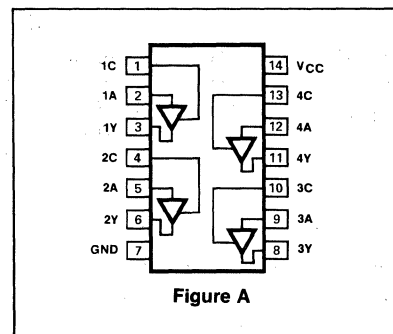 1C 1 14 VCC
1A 2 13 4C
1Y 3 12 4A
2C 4 11 4Y
2A 5 10 3C
2Y 6 9 3A
GND 7 8 3Y
Figure A